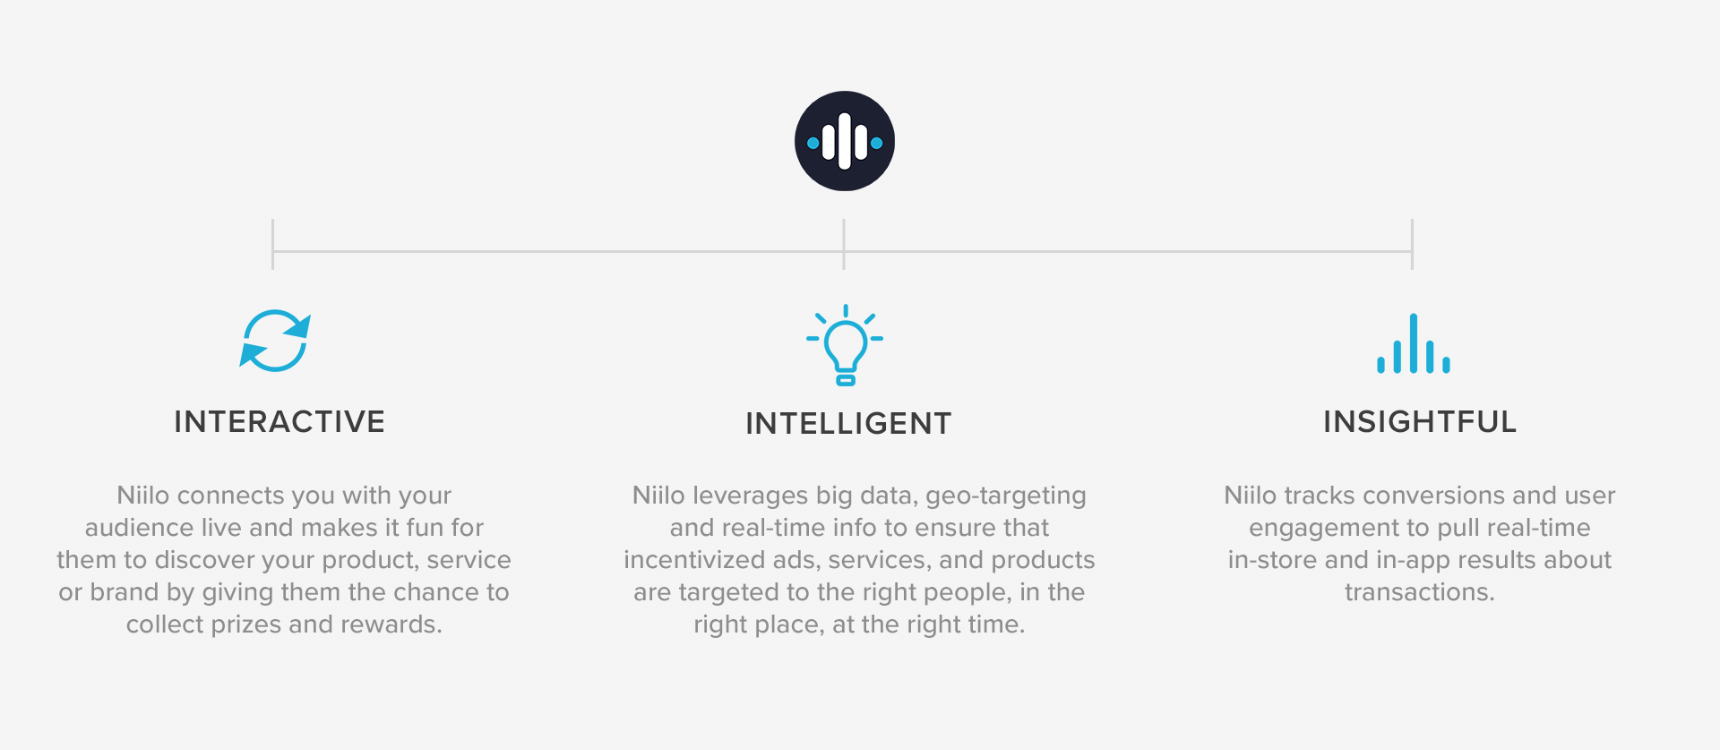 INTERACTIVE
Niilo connects you with your
audience live and makes it fun for
them to discover your product, service
or brand by giving them the chance to
collect prizes and rewards.
INTELLIGENT
Niilo leverages big data, geo-targeting
and real-time info to ensure that
incentivized ads, services, and products
are targeted to the right people, in the
right place, at the right time.
INSIGHTFUL
Niilo tracks conversions and user
engagement to pull real-time
in-store and in-app results about
transactions.